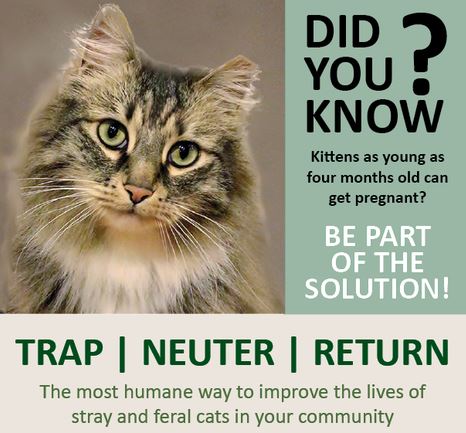 DID
YOU
KNOW
?
Kittens as young as
four months old can
get pregnant?
BE PART
OF THE
SOLUTION!
TRAP | NEUTER | RETURN
The most humane way to improve the lives of
stray and feral cats in your community